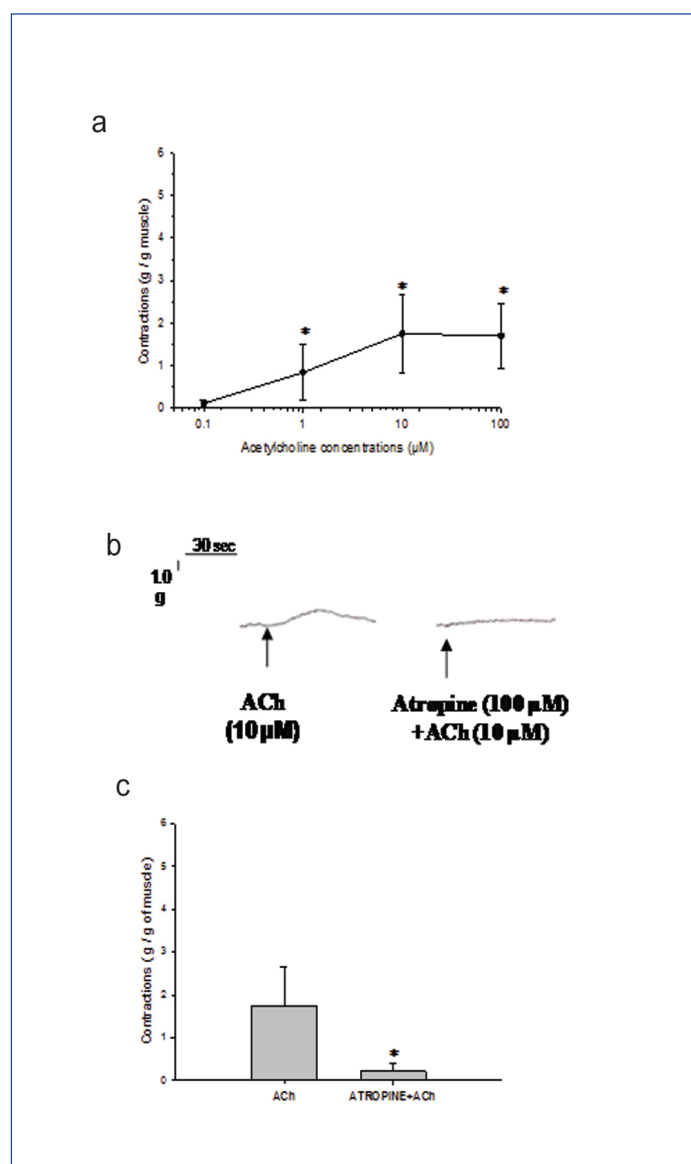 a
Contractions (g / g muscle)
6
5
4
3
2
1
0
* * *
0.1 1 10 100
Acetylcholine concentrations (µM)
b
30 sec
1.0
g
ACh
(10 µM)
Atropine (100 µM)
+ACh (10 µM)
c
Contractions (g / g of muscle)
6
5
4
3
2
1
0
*
ACh ATROPINE+ACh